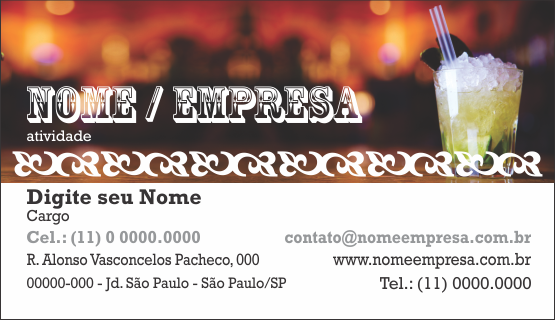 NOME / EMPRESA
atividade
Digite seu Nome
Cargo
Cel.: (11) 0 0000.0000
contato@nomeempresa.com.br
R. Alonso Vasconcelos Pacheco, 000
www.nomeempresa.com.br
00000-000 - Jd. São Paulo - São Paulo/SP
Tel.: (11) 0000.0000